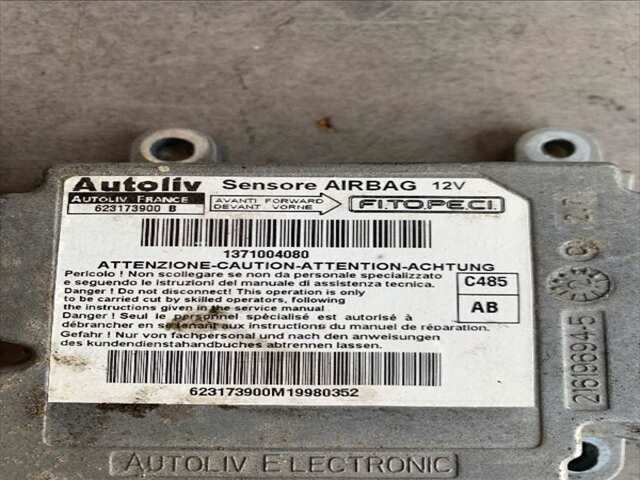 Autoliv Sensore AIRBAG 12V
AUTOLIV FRANCE
623173900 B
AVANTI FORWARD
DEVANT VORNE
FI.TO.PE.CI.
1371004080
ATTENZIONE-CAUTION-ATTENTION-ACHTUNG
Pericolo ! Non scollegare se non da personale specializzato
e seguendo le istruzioni del manuale di assistenza tecnica.
Danger ! Do not disconnect! This operation is only
to be carried out by skilled operators, following
the instructions given in the service manual
Danger ! Seul le personnel spécialisé est autorisé à
débrancher en se tenant aux instructions du manuel de réparation.
Gefahr ! Nur von fachpersonal und nach den anweisungen
des kundendiensthandbuches abtrennen lassen.
C485
AB
623173900M19980352
21619694-5
AUTOLIV ELECTRONIC